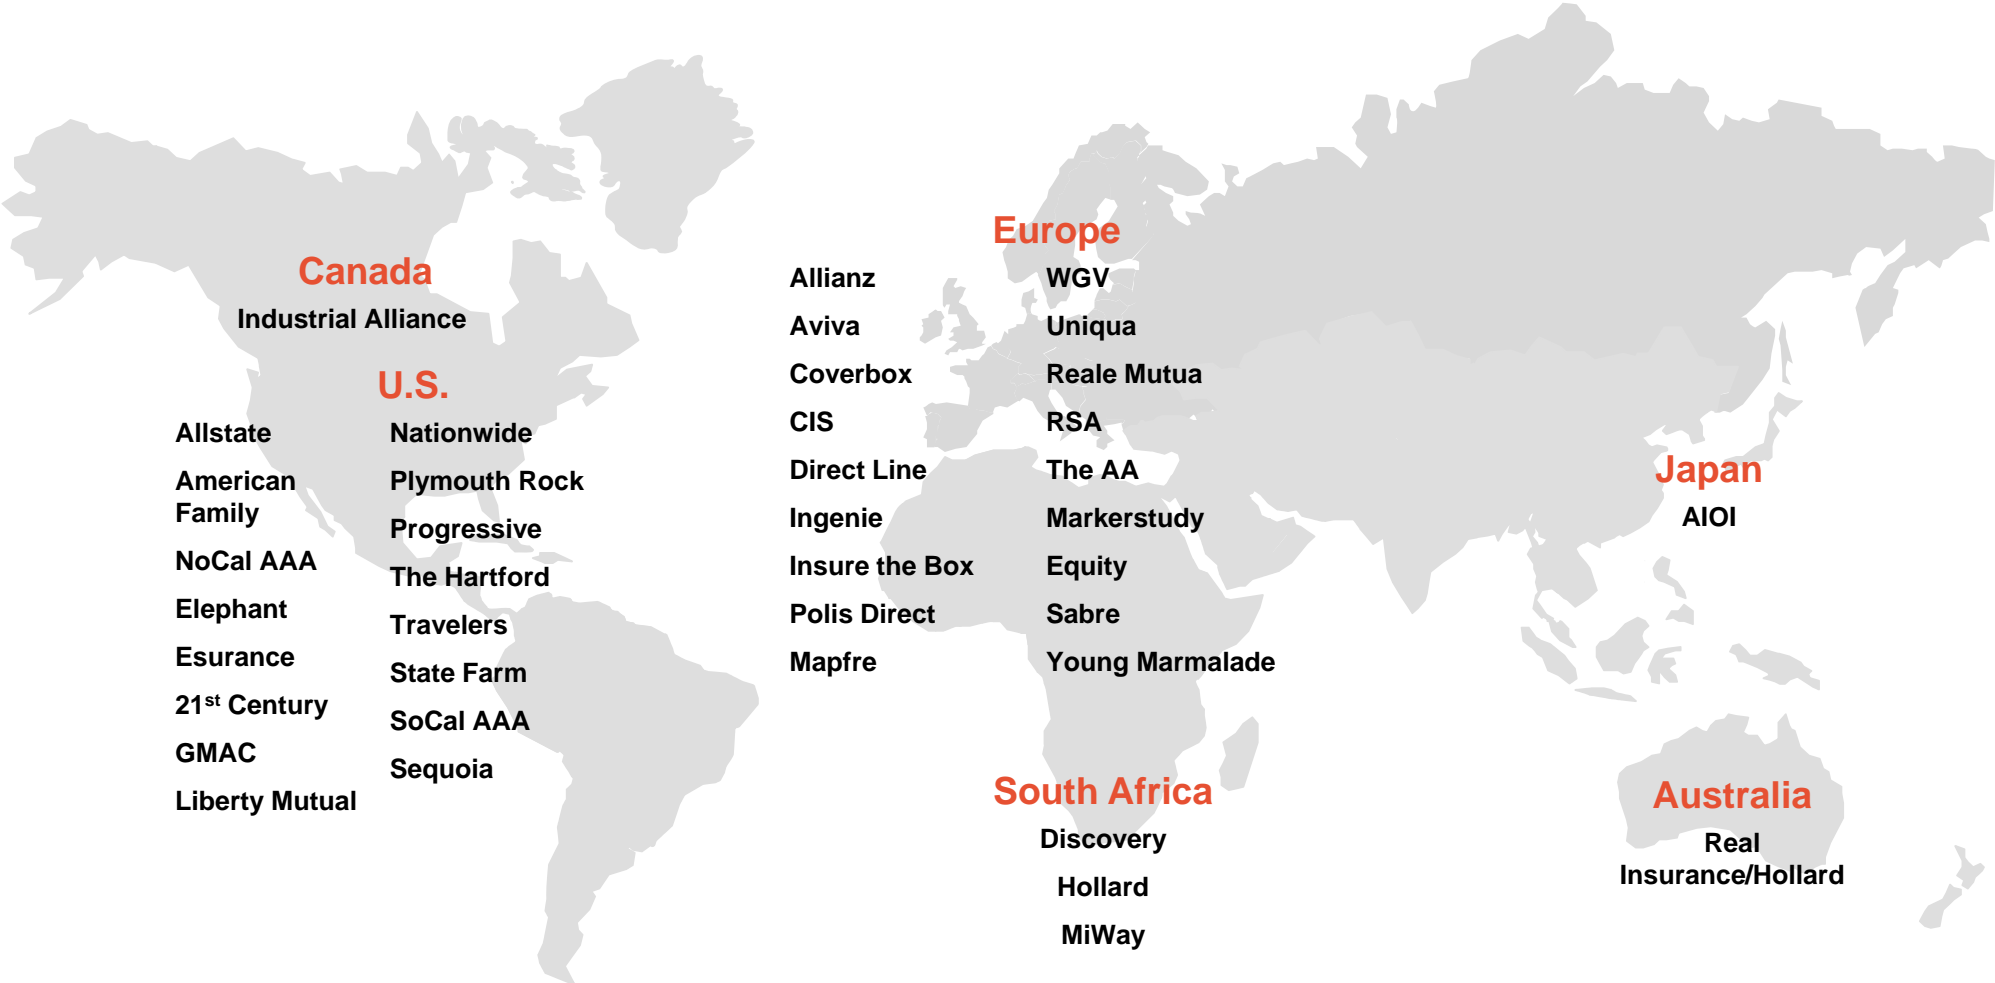 Canada
Industrial Alliance
U.S.
Allstate
American
Family
NoCal AAA
Elephant
Esurance
21st Century
GMAC
Liberty Mutual
Nationwide
Plymouth Rock
Progressive
The Hartford
Travelers
State Farm
SoCal AAA
Sequoia
Europe
Allianz
Aviva
Coverbox
CIS
Direct Line
Ingenie
Insure the Box
Polis Direct
Mapfre
WGV
Uniqua
Reale Mutua
RSA
The AA
Markerstudy
Equity
Sabre
Young Marmalade
South Africa
Discovery
Hollard
MiWay
Japan
AIOI
Australia
Real
Insurance/Hollard